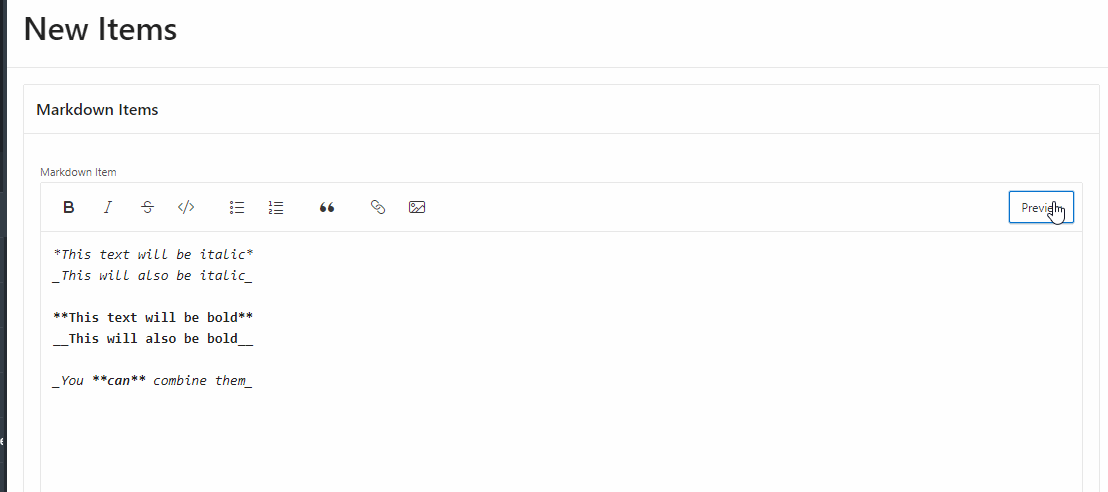 New Items
Markdown Items
Markdown Item
B I S </>
Preview
*This text will be italic*
_This will also be italic_
**This text will be bold**
__This will also be bold__
_You **can** combine them_